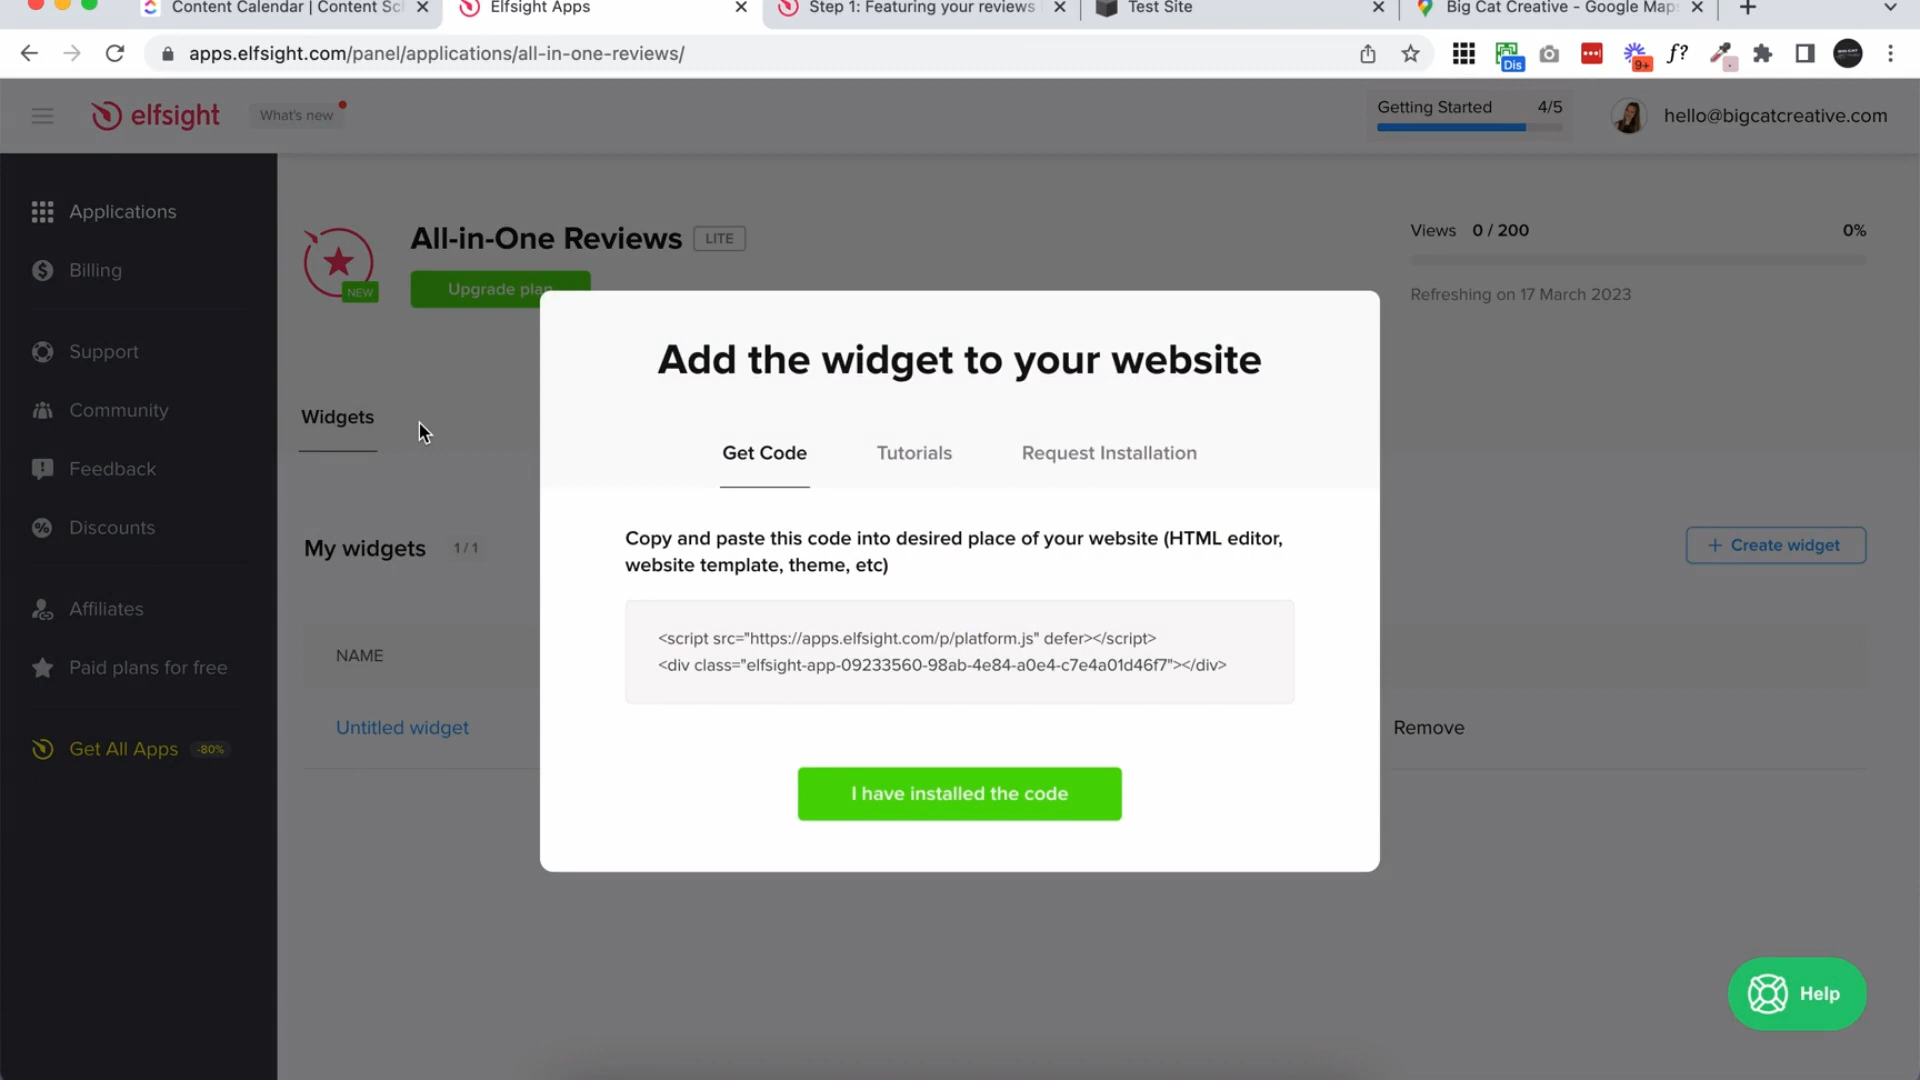 Content Calendar | Content Sc
Elfsight Apps
Step 1: Featuring your reviews
Test Site
Big Cat Creative - Google Map
apps.elfsight.com/panel/applications/all-in-one-reviews/
Dis
9+
f?
elfsight
What's new
Getting Started 4/5
hello@bigcatcreative.com
Applications
Billing
Support
Community
Feedback
Discounts
Affiliates
Paid plans for free
Get All Apps -80%
NEW
All-in-One Reviews LITE
Upgrade plan
Views 0 / 200 0%
Refreshing on 17 March 2023
Widgets
My widgets 1 / 1
+ Create widget
NAME
Untitled widget
Remove
Add the widget to your website
Get Code Tutorials Request Installation
Copy and paste this code into desired place of your website (HTML editor,
website template, theme, etc)
<script src="https://apps.elfsight.com/p/platform.js" defer></script>
<div class="elfsight-app-09233560-98ab-4e84-a0e4-c7e4a01d46f7"></div>
I have installed the code
Help